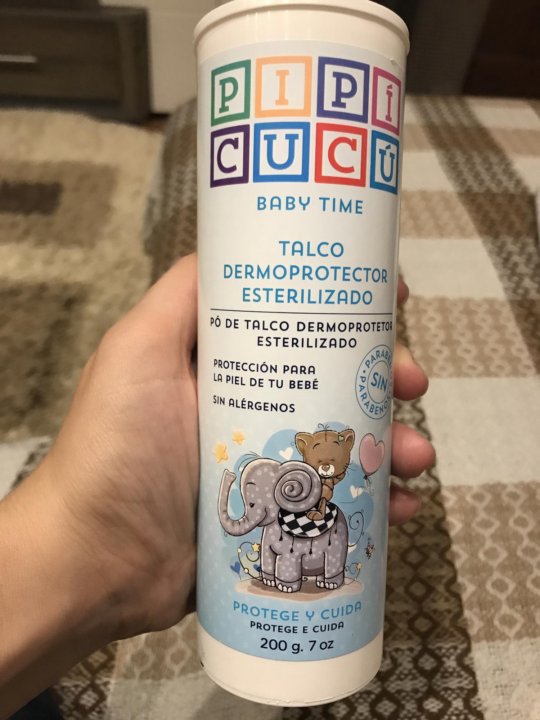 PIPÍ
CUCÚ
BABY TIME
TALCO
DERMOPROTECTOR
ESTERILIZADO
PÓ DE TALCO DERMOPROTETOR
ESTERILIZADO
PROTECCIÓN PARA
LA PIEL DE TU BEBÉ
SIN ALÉRGENOS
SIN
PROTEGE Y CUIDA
PROTEGE E CUIDA
200 g. 7 oz